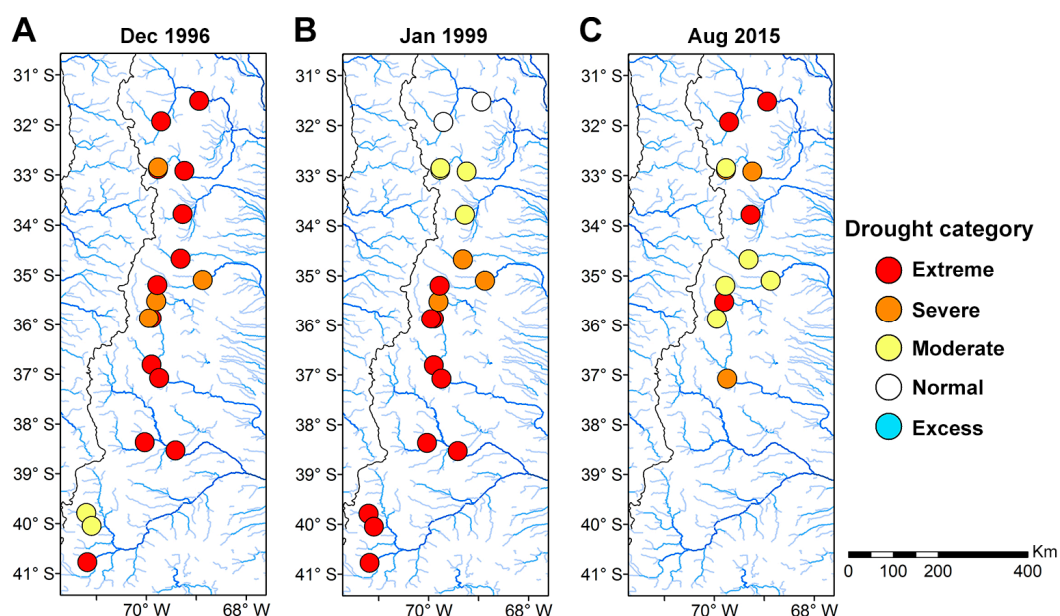 A
B
C
Dec 1996
Jan 1999
Aug 2015
31° S
32° S
33° S
34° S
35° S
36° S
37° S
38° S
39° S
40° S
41° S
70° W
68° W
31° S
32° S
33° S
34° S
35° S
36° S
37° S
38° S
39° S
40° S
41° S
70° W
68° W
31° S
32° S
33° S
34° S
35° S
36° S
37° S
38° S
39° S
40° S
41° S
70° W
68° W
Drought category
Extreme
Severe
Moderate
Normal
Excess
Km
0 100 200 400